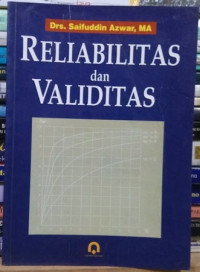 Drs. Saifuddin Azwar, MA
RELIABILITAS
dan
VALIDITAS